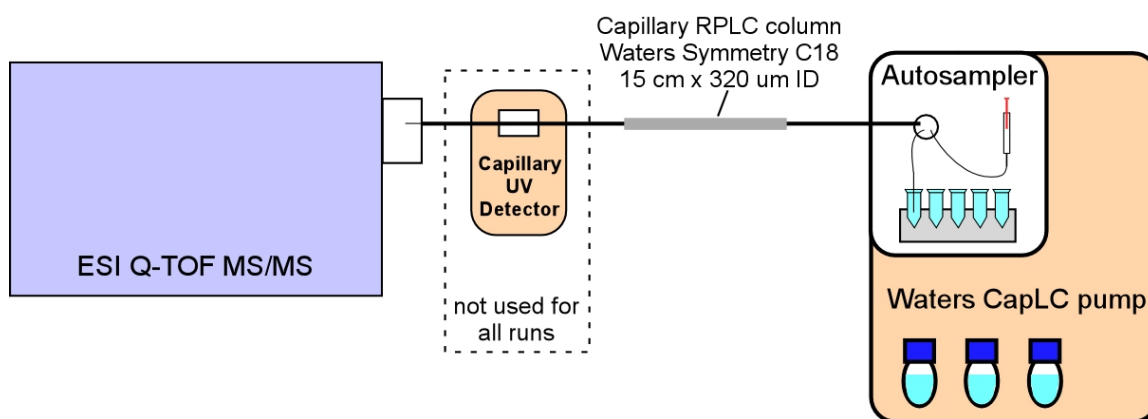 Capillary RPLC column
Waters Symmetry C18
15 cm x 320 um ID
Autosampler
Capillary
UV
Detector
ESI Q-TOF MS/MS
not used for
all runs
Waters CapLC pump